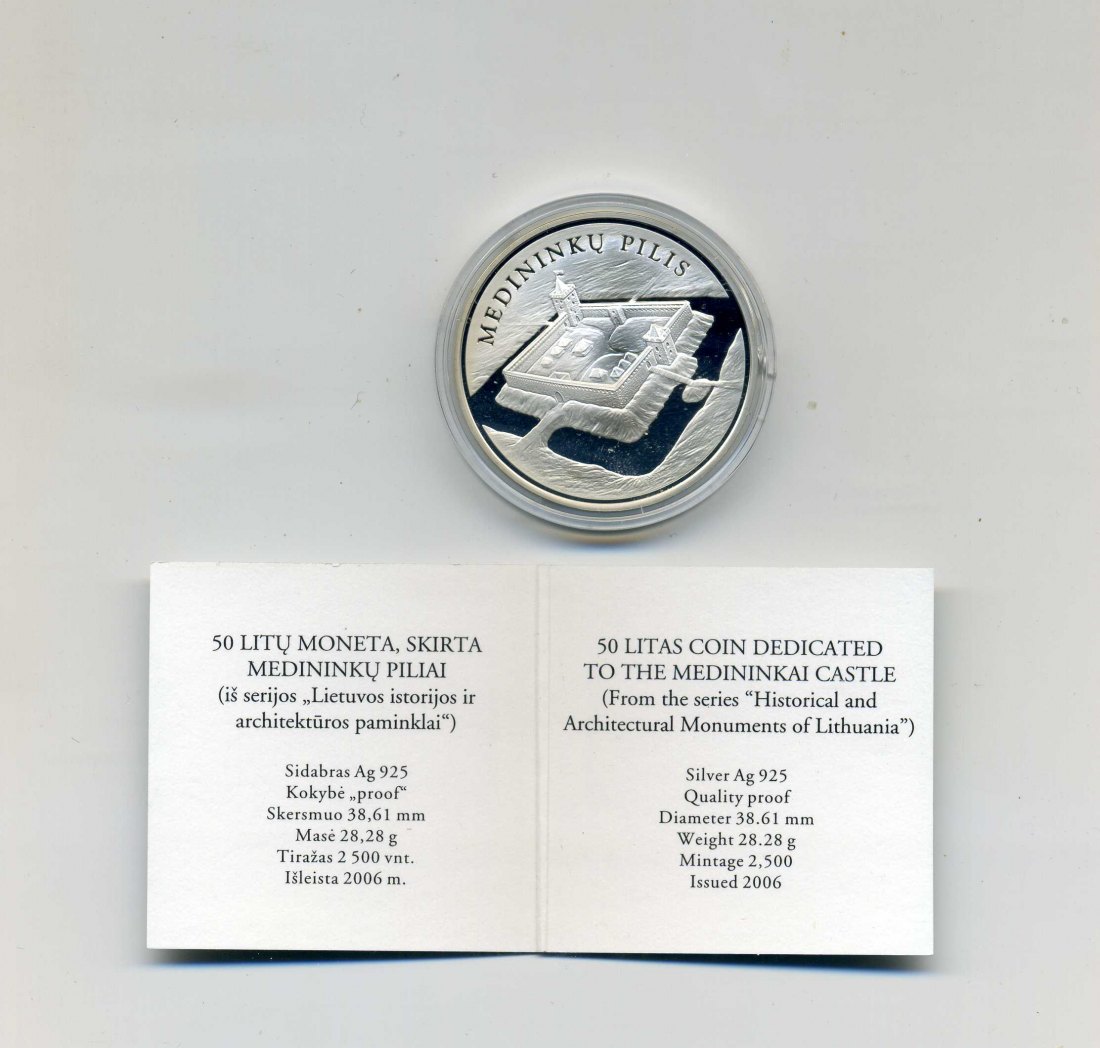 MEDININKŲ PILIS
50 LITŲ MONETA, SKIRTA
MEDININKŲ PILIAI
(iš serijos „Lietuvos istorijos ir
architektūros paminklai“)
Sidabras Ag 925
Kokybė „proof“
Skersmuo 38,61 mm
Masė 28,28 g
Tiražas 2 500 vnt.
Išleista 2006 m.
50 LITAS COIN DEDICATED
TO THE MEDININKAI CASTLE
(From the series “Historical and
Architectural Monuments of Lithuania”)
Silver Ag 925
Quality proof
Diameter 38.61 mm
Weight 28.28 g
Mintage 2,500
Issued 2006